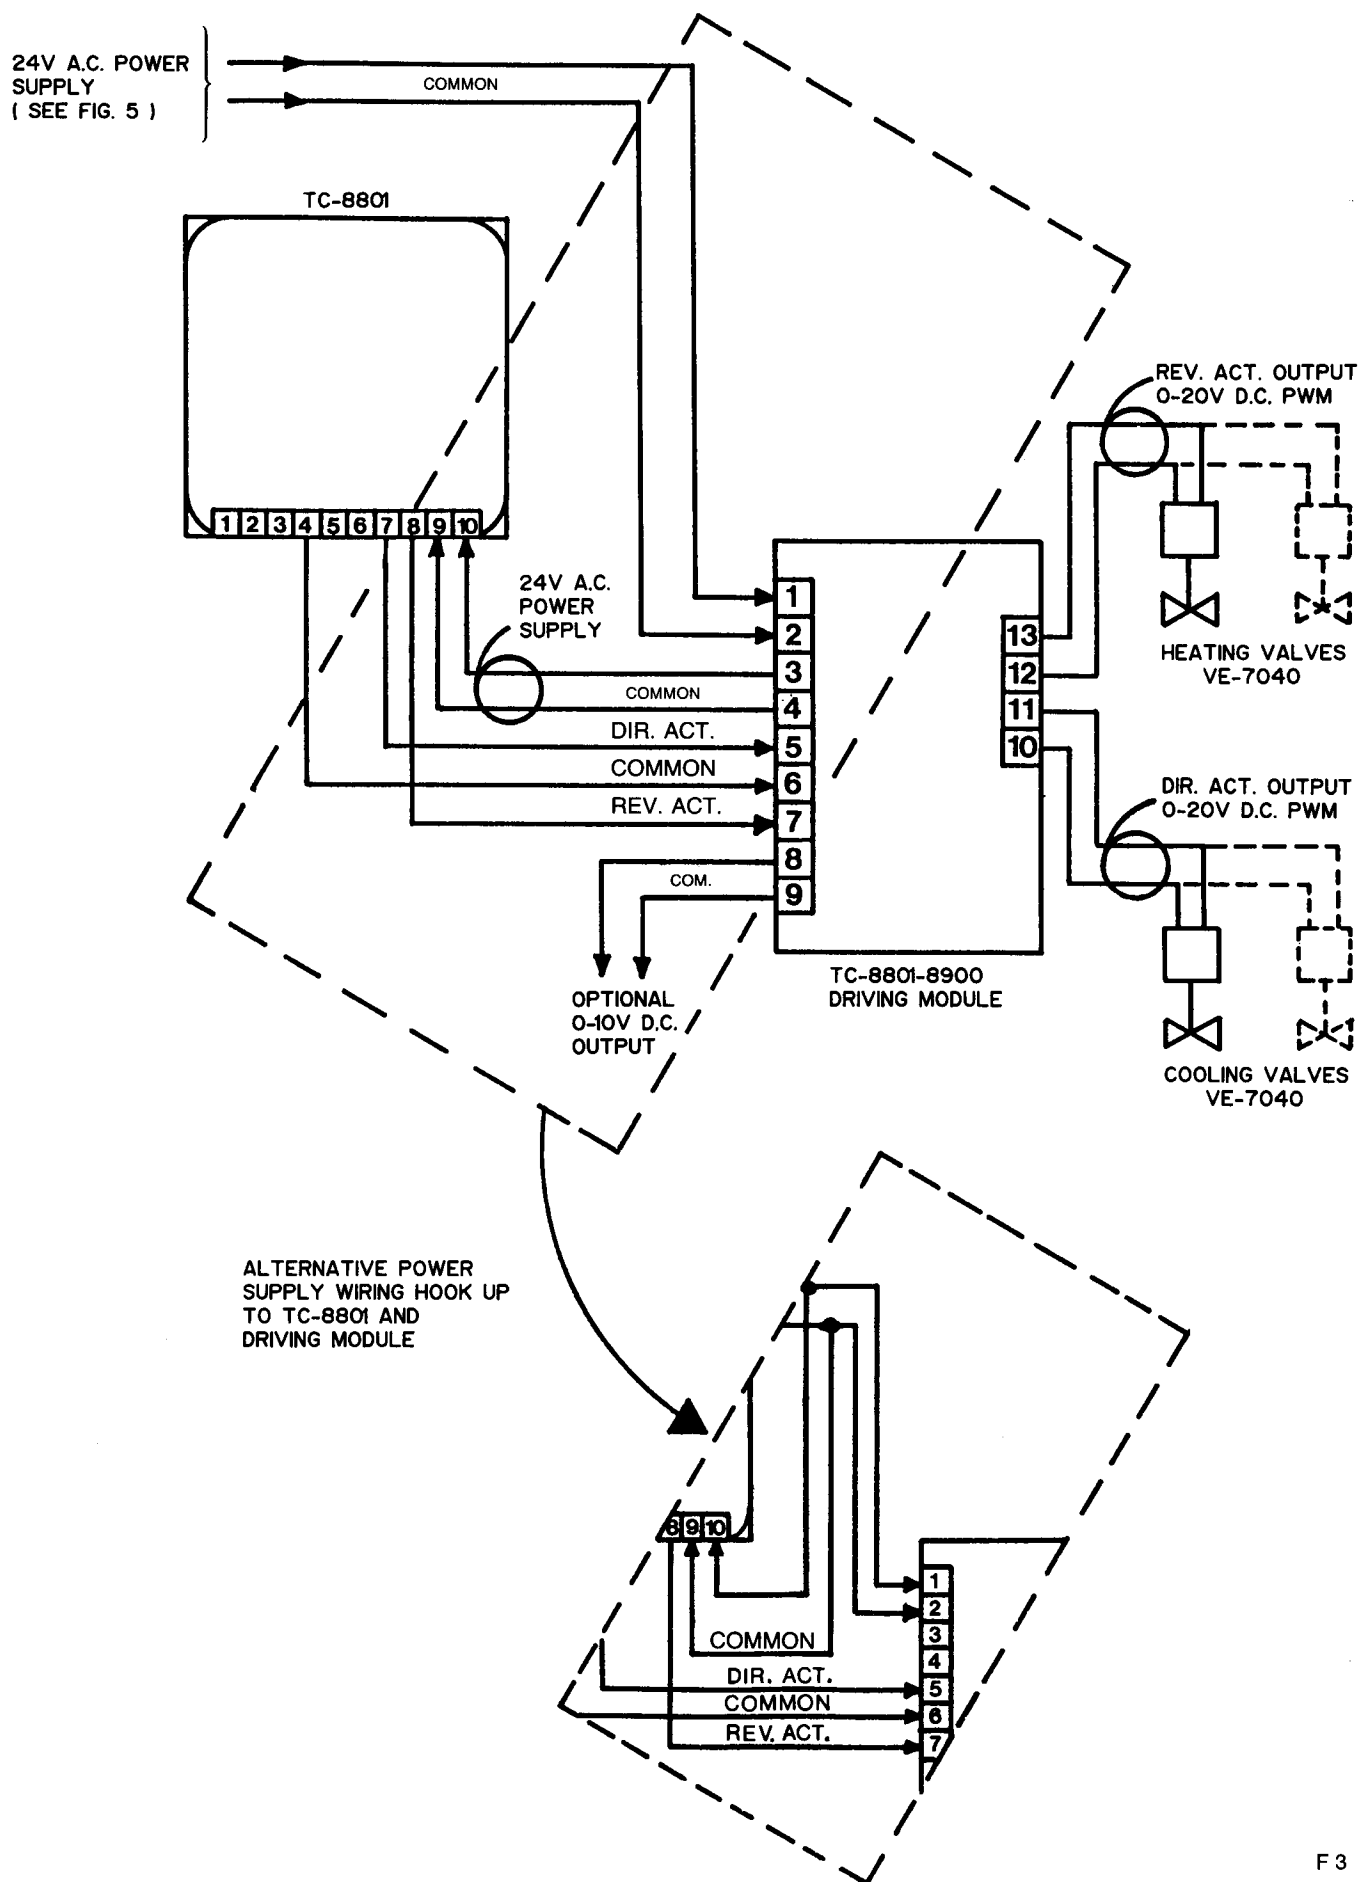 24V A.C. POWER
SUPPLY
( SEE FIG. 5 )
COMMON
TC-8801
1 2 3 4 5 6 7 8 9 10
24V A.C.
POWER
SUPPLY
COMMON
DIR. ACT.
COMMON
REV. ACT.
COM.
1
2
3
4
5
6
7
8
9
13
12
11
10
OPTIONAL
0-10V D.C.
OUTPUT
TC-8801-8900
DRIVING MODULE
REV. ACT. OUTPUT
0-20V D.C. PWM
HEATING VALVES
VE-7040
DIR. ACT. OUTPUT
0-20V D.C. PWM
COOLING VALVES
VE-7040
ALTERNATIVE POWER
SUPPLY WIRING HOOK UP
TO TC-8801 AND
DRIVING MODULE
8 9 10
COMMON
DIR. ACT.
COMMON
REV. ACT.
1
2
3
4
5
6
7
F 3